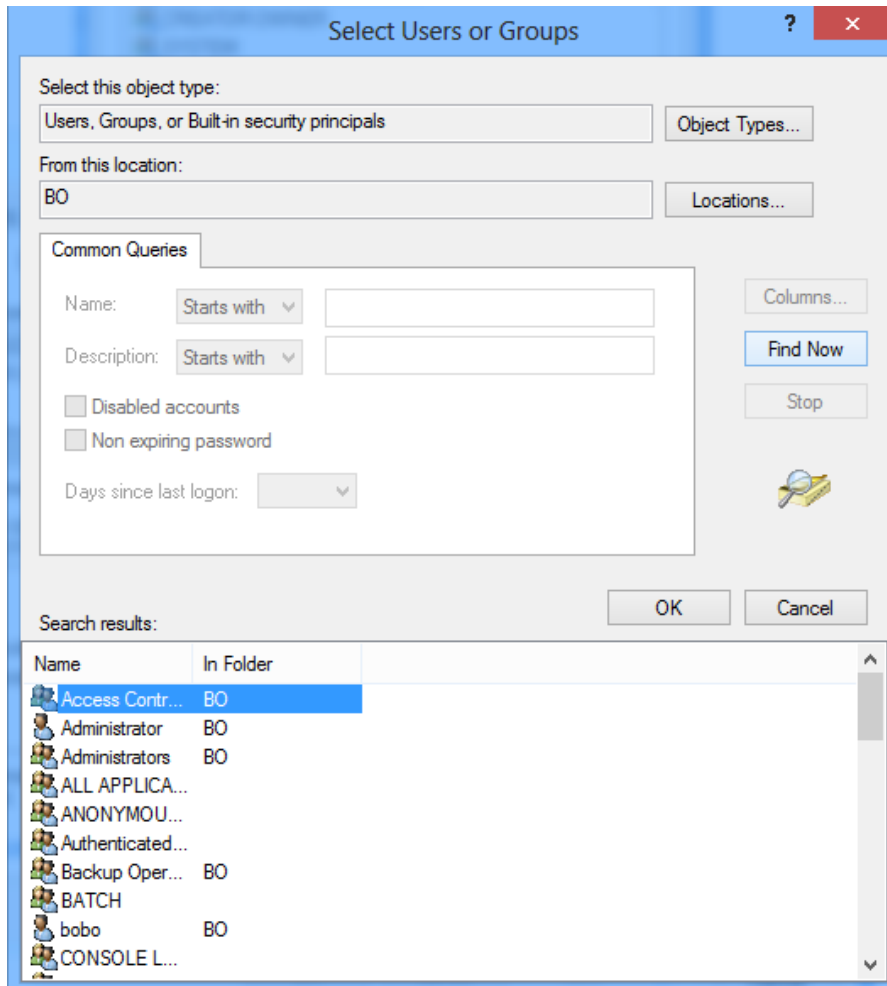 Select Users or Groups
?
Select this object type:
Users, Groups, or Built-in security principals
Object Types...
From this location:
BO
Locations...
Common Queries
Name: Starts with
Columns...
Description: Starts with
Find Now
Disabled accounts
Stop
Non expiring password
Days since last logon:
OK Cancel
Search results:
Name In Folder
Access Contr... BO
Administrator BO
Administrators BO
ALL APPLICA...
ANONYMOU...
Authenticated...
Backup Oper... BO
BATCH
bobo BO
CONSOLE L...